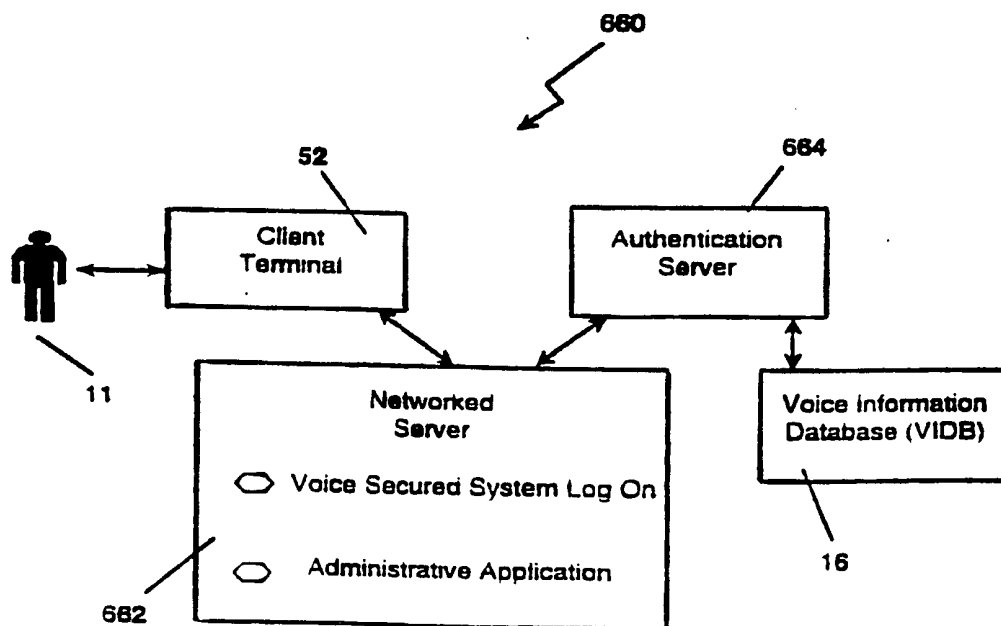 660
52
664
Client
Terminal
Authentication
Server
11
Networked
Server
Voice Secured System Log On
Administrative Application
Voice Information
Database (VIDB)
16
662